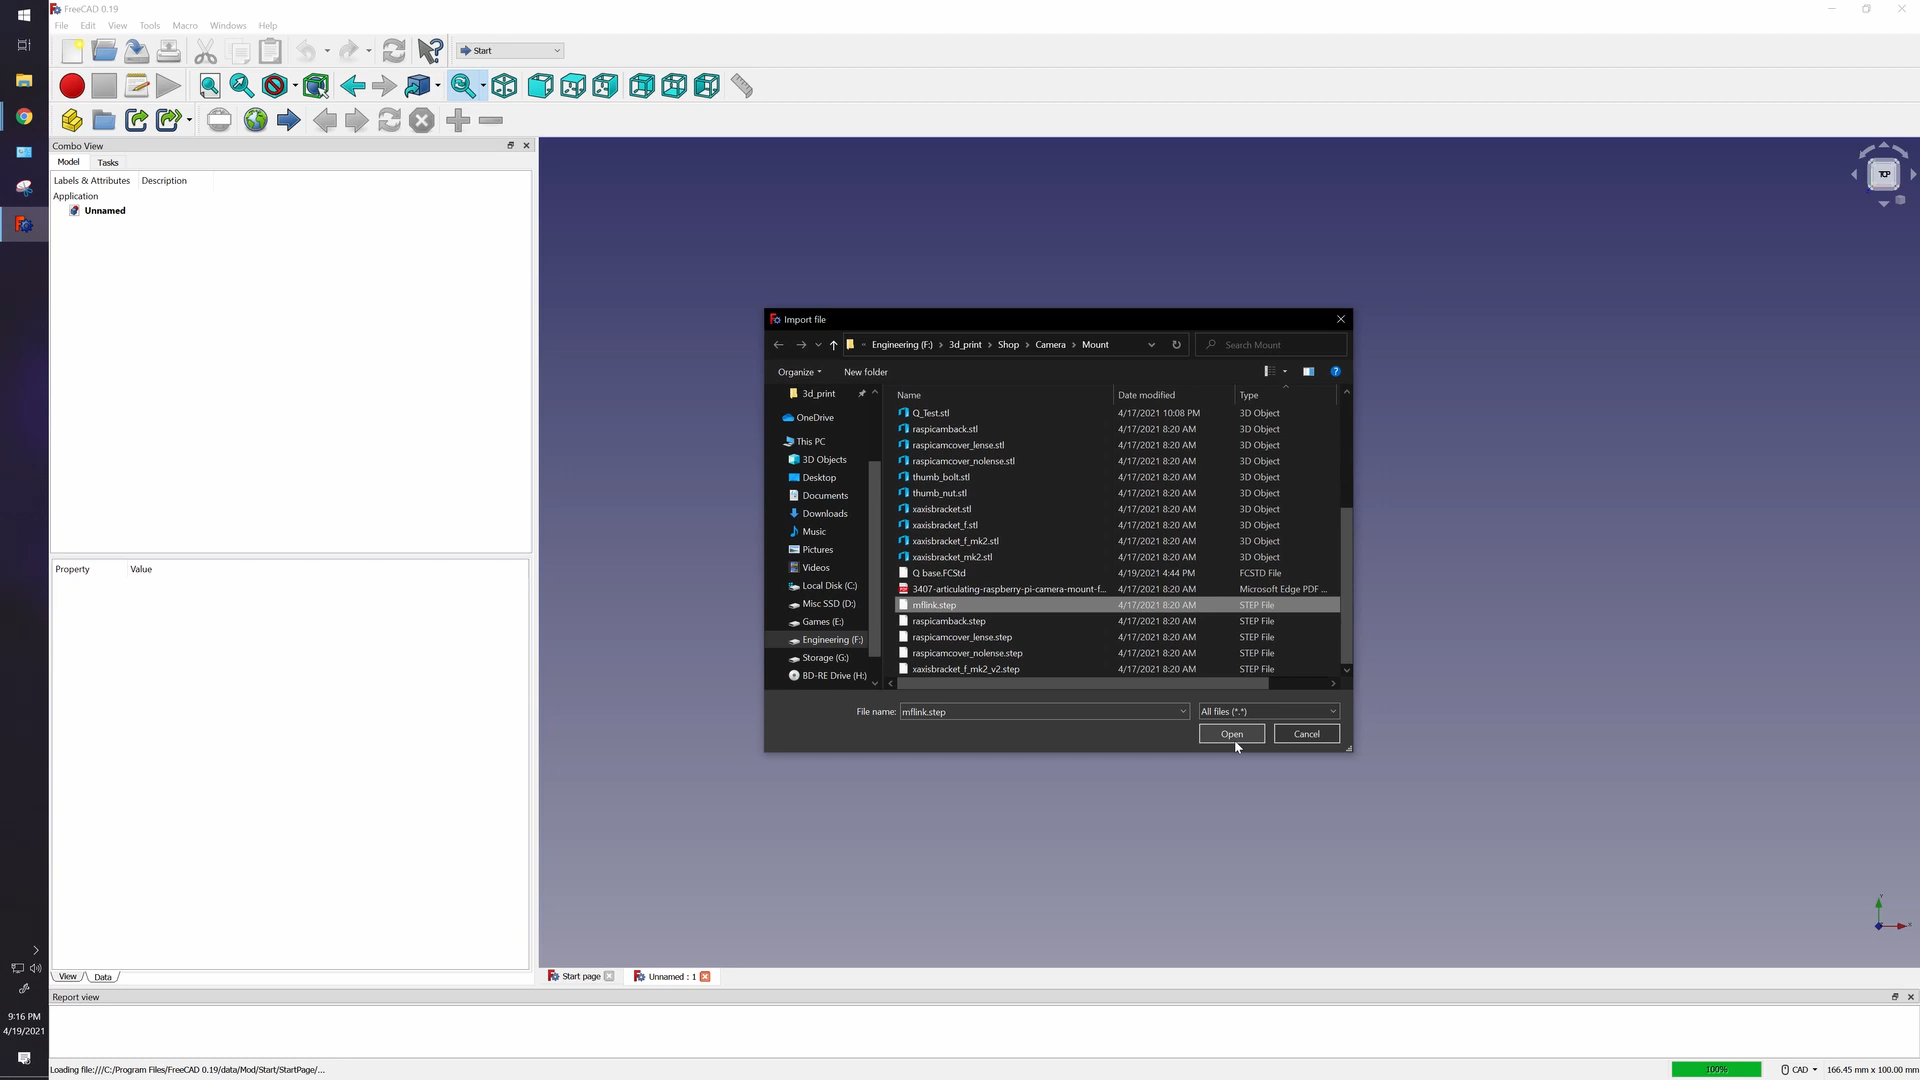 FreeCAD 0.19
File Edit View Tools Macro Windows Help
Start
Combo View
Model Tasks
Labels & Attributes Description
Application
Unnamed
TOP
Import file
« Engineering (F:) › 3d_print › Shop › Camera › Mount
Search Mount
Organize New folder
3d_print
OneDrive
This PC
3D Objects
Desktop
Documents
Downloads
Music
Pictures
Videos
Local Disk (C:)
Misc SSD (D:)
Games (E:)
Engineering (F:)
Storage (G:)
BD-RE Drive (H:)
Name Date modified Type
Q_Test.stl 4/17/2021 10:08 PM 3D Object
raspicamback.stl 4/17/2021 8:20 AM 3D Object
raspicamcover_lense.stl 4/17/2021 8:20 AM 3D Object
raspicamcover_nolense.stl 4/17/2021 8:20 AM 3D Object
thumb_bolt.stl 4/17/2021 8:20 AM 3D Object
thumb_nut.stl 4/17/2021 8:20 AM 3D Object
xaxisbracket.stl 4/17/2021 8:20 AM 3D Object
xaxisbracket_f.stl 4/17/2021 8:20 AM 3D Object
xaxisbracket_f_mk2.stl 4/17/2021 8:20 AM 3D Object
xaxisbracket_mk2.stl 4/17/2021 8:20 AM 3D Object
Q base.FCStd 4/19/2021 4:44 PM FCSTD File
3407-articulating-raspberry-pi-camera-mount-f... 4/17/2021 8:20 AM Microsoft Edge PDF ...
mflink.step 4/17/2021 8:20 AM STEP File
raspicamback.step 4/17/2021 8:20 AM STEP File
raspicamcover_lense.step 4/17/2021 8:20 AM STEP File
raspicamcover_nolense.step 4/17/2021 8:20 AM STEP File
xaxisbracket_f_mk2_v2.step 4/17/2021 8:20 AM STEP File
File name: mflink.step All files (*.*)
Open Cancel
Property Value
View Data
Start page Unnamed : 1
Report view
9:16 PM
4/19/2021
Y
X
Loading file:///C:/Program Files/FreeCAD 0.19/data/Mod/Start/StartPage/...
100% CAD 166.45 mm x 100.00 mm